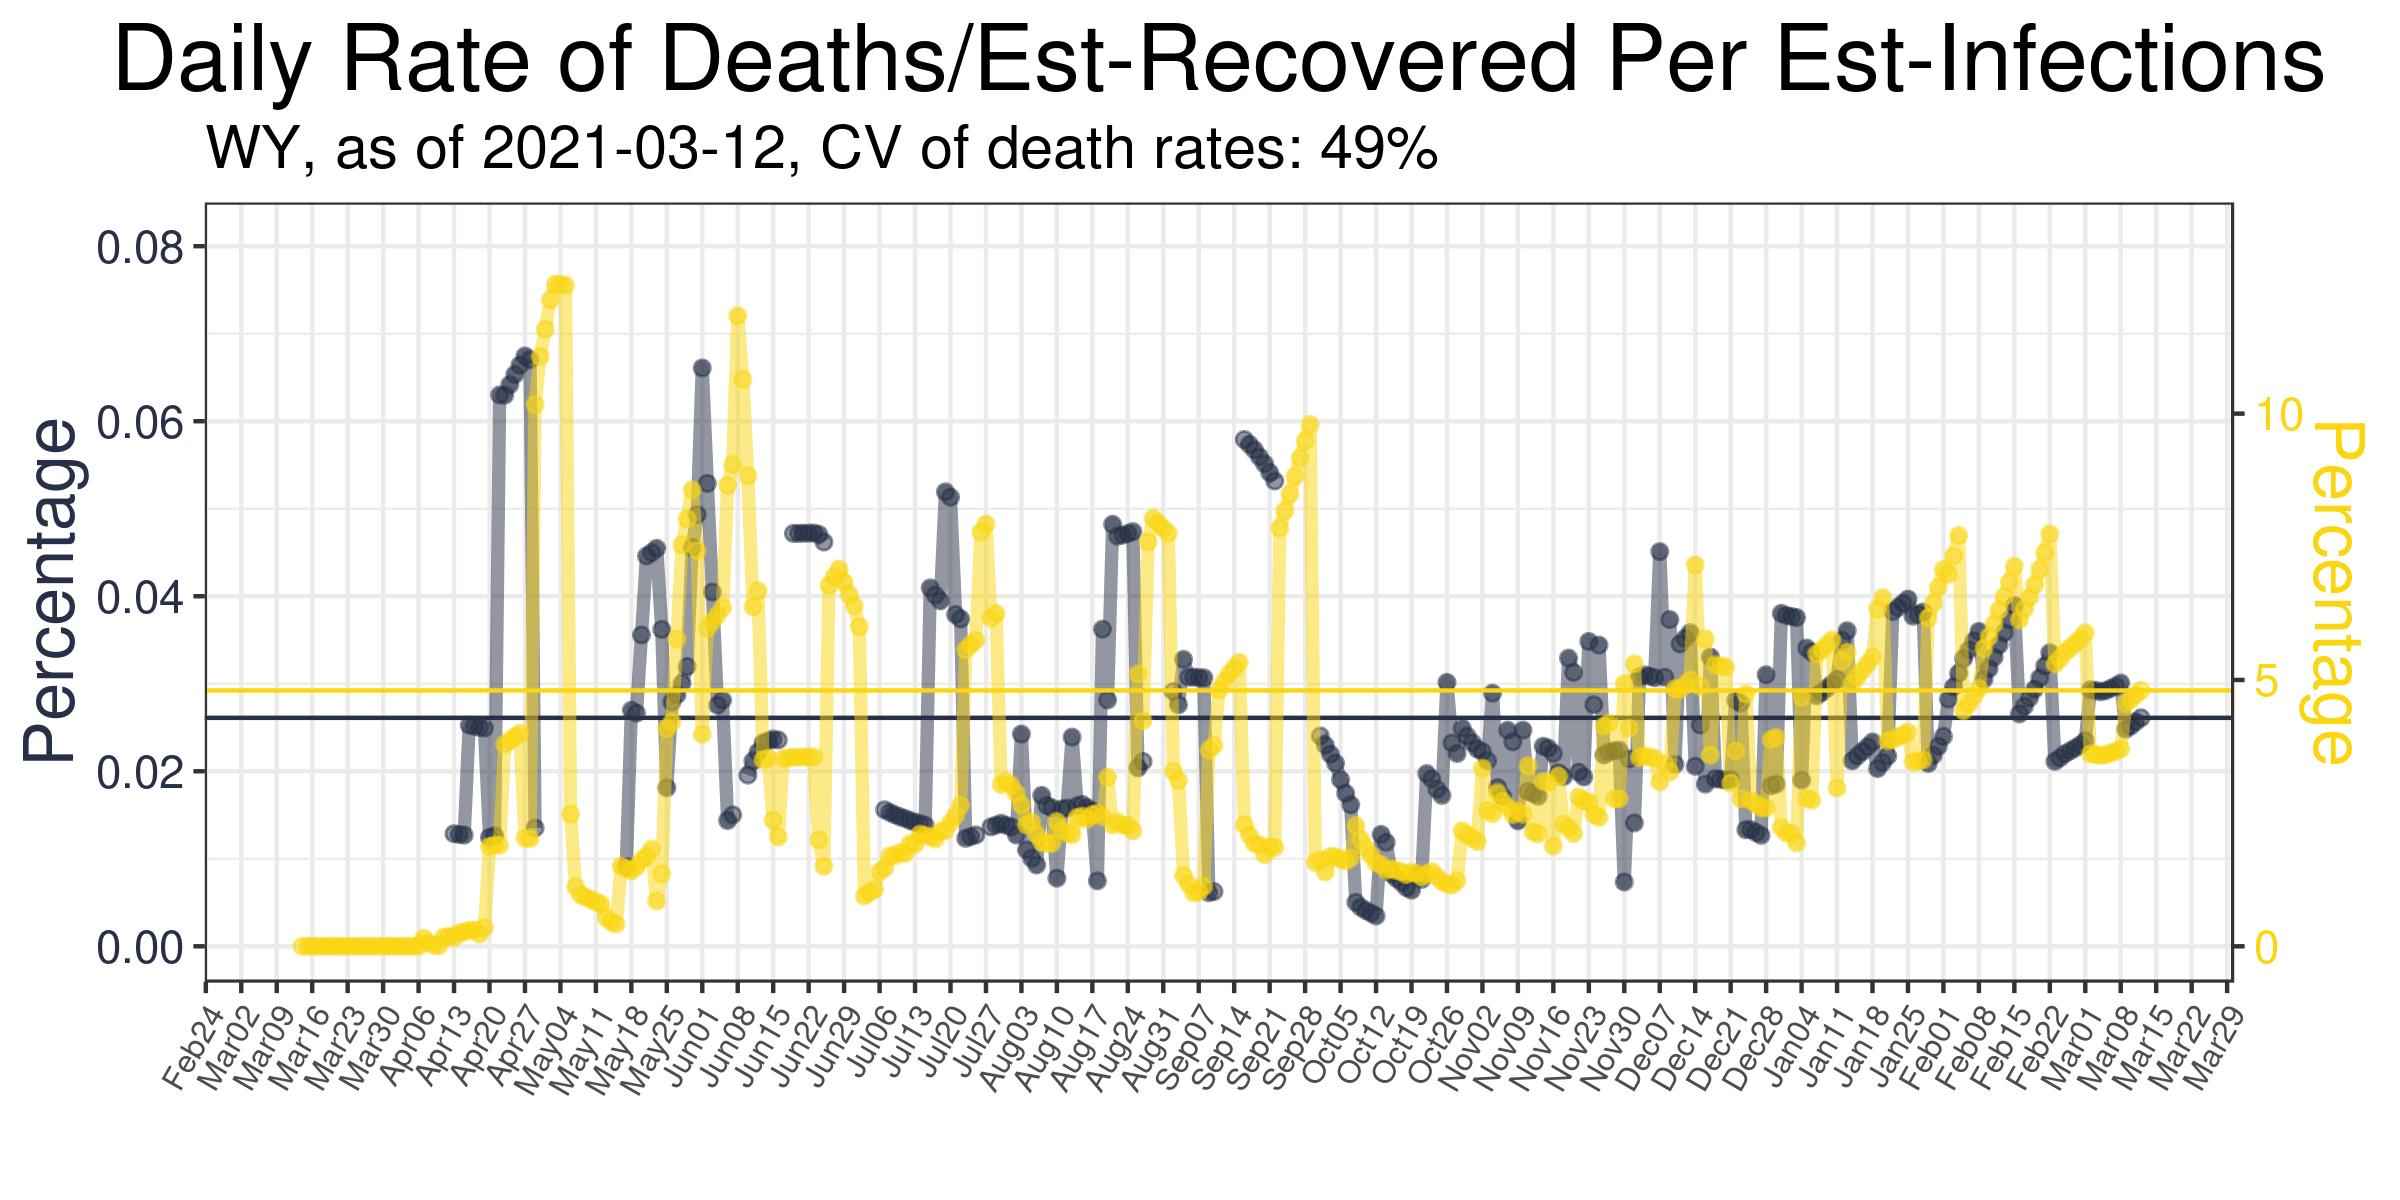 Daily Rate of Deaths/Est-Recovered Per Est-Infections
WY, as of 2021-03-12, CV of death rates: 49%
Percentage
0.08
0.06
0.04
0.02
0.00
10
5
0
Percentage
Feb24
Mar02
Mar09
Mar16
Mar23
Mar30
Apr06
Apr13
Apr20
Apr27
May04
May11
May18
May25
Jun01
Jun08
Jun15
Jun22
Jun29
Jul06
Jul13
Jul20
Jul27
Aug03
Aug10
Aug17
Aug24
Aug31
Sep07
Sep14
Sep21
Sep28
Oct05
Oct12
Oct19
Oct26
Nov02
Nov09
Nov16
Nov23
Nov30
Dec07
Dec14
Dec21
Dec28
Jan04
Jan11
Jan18
Jan25
Feb01
Feb08
Feb15
Feb22
Mar01
Mar08
Mar15
Mar22
Mar29